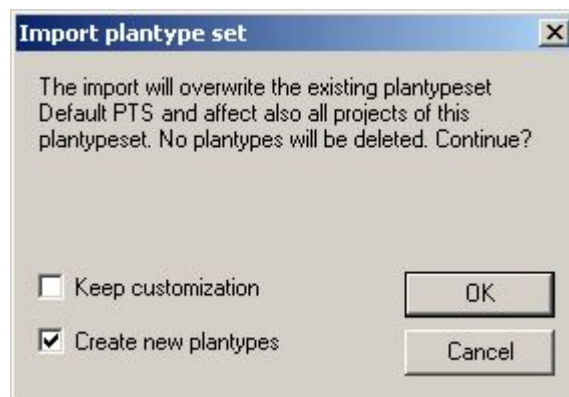 Import plantype set
The import will overwrite the existing plantypeset
Default PTS and affect also all projects of this
plantypeset. No plantypes will be deleted. Continue?
Keep customization
OK
Create new plantypes
Cancel